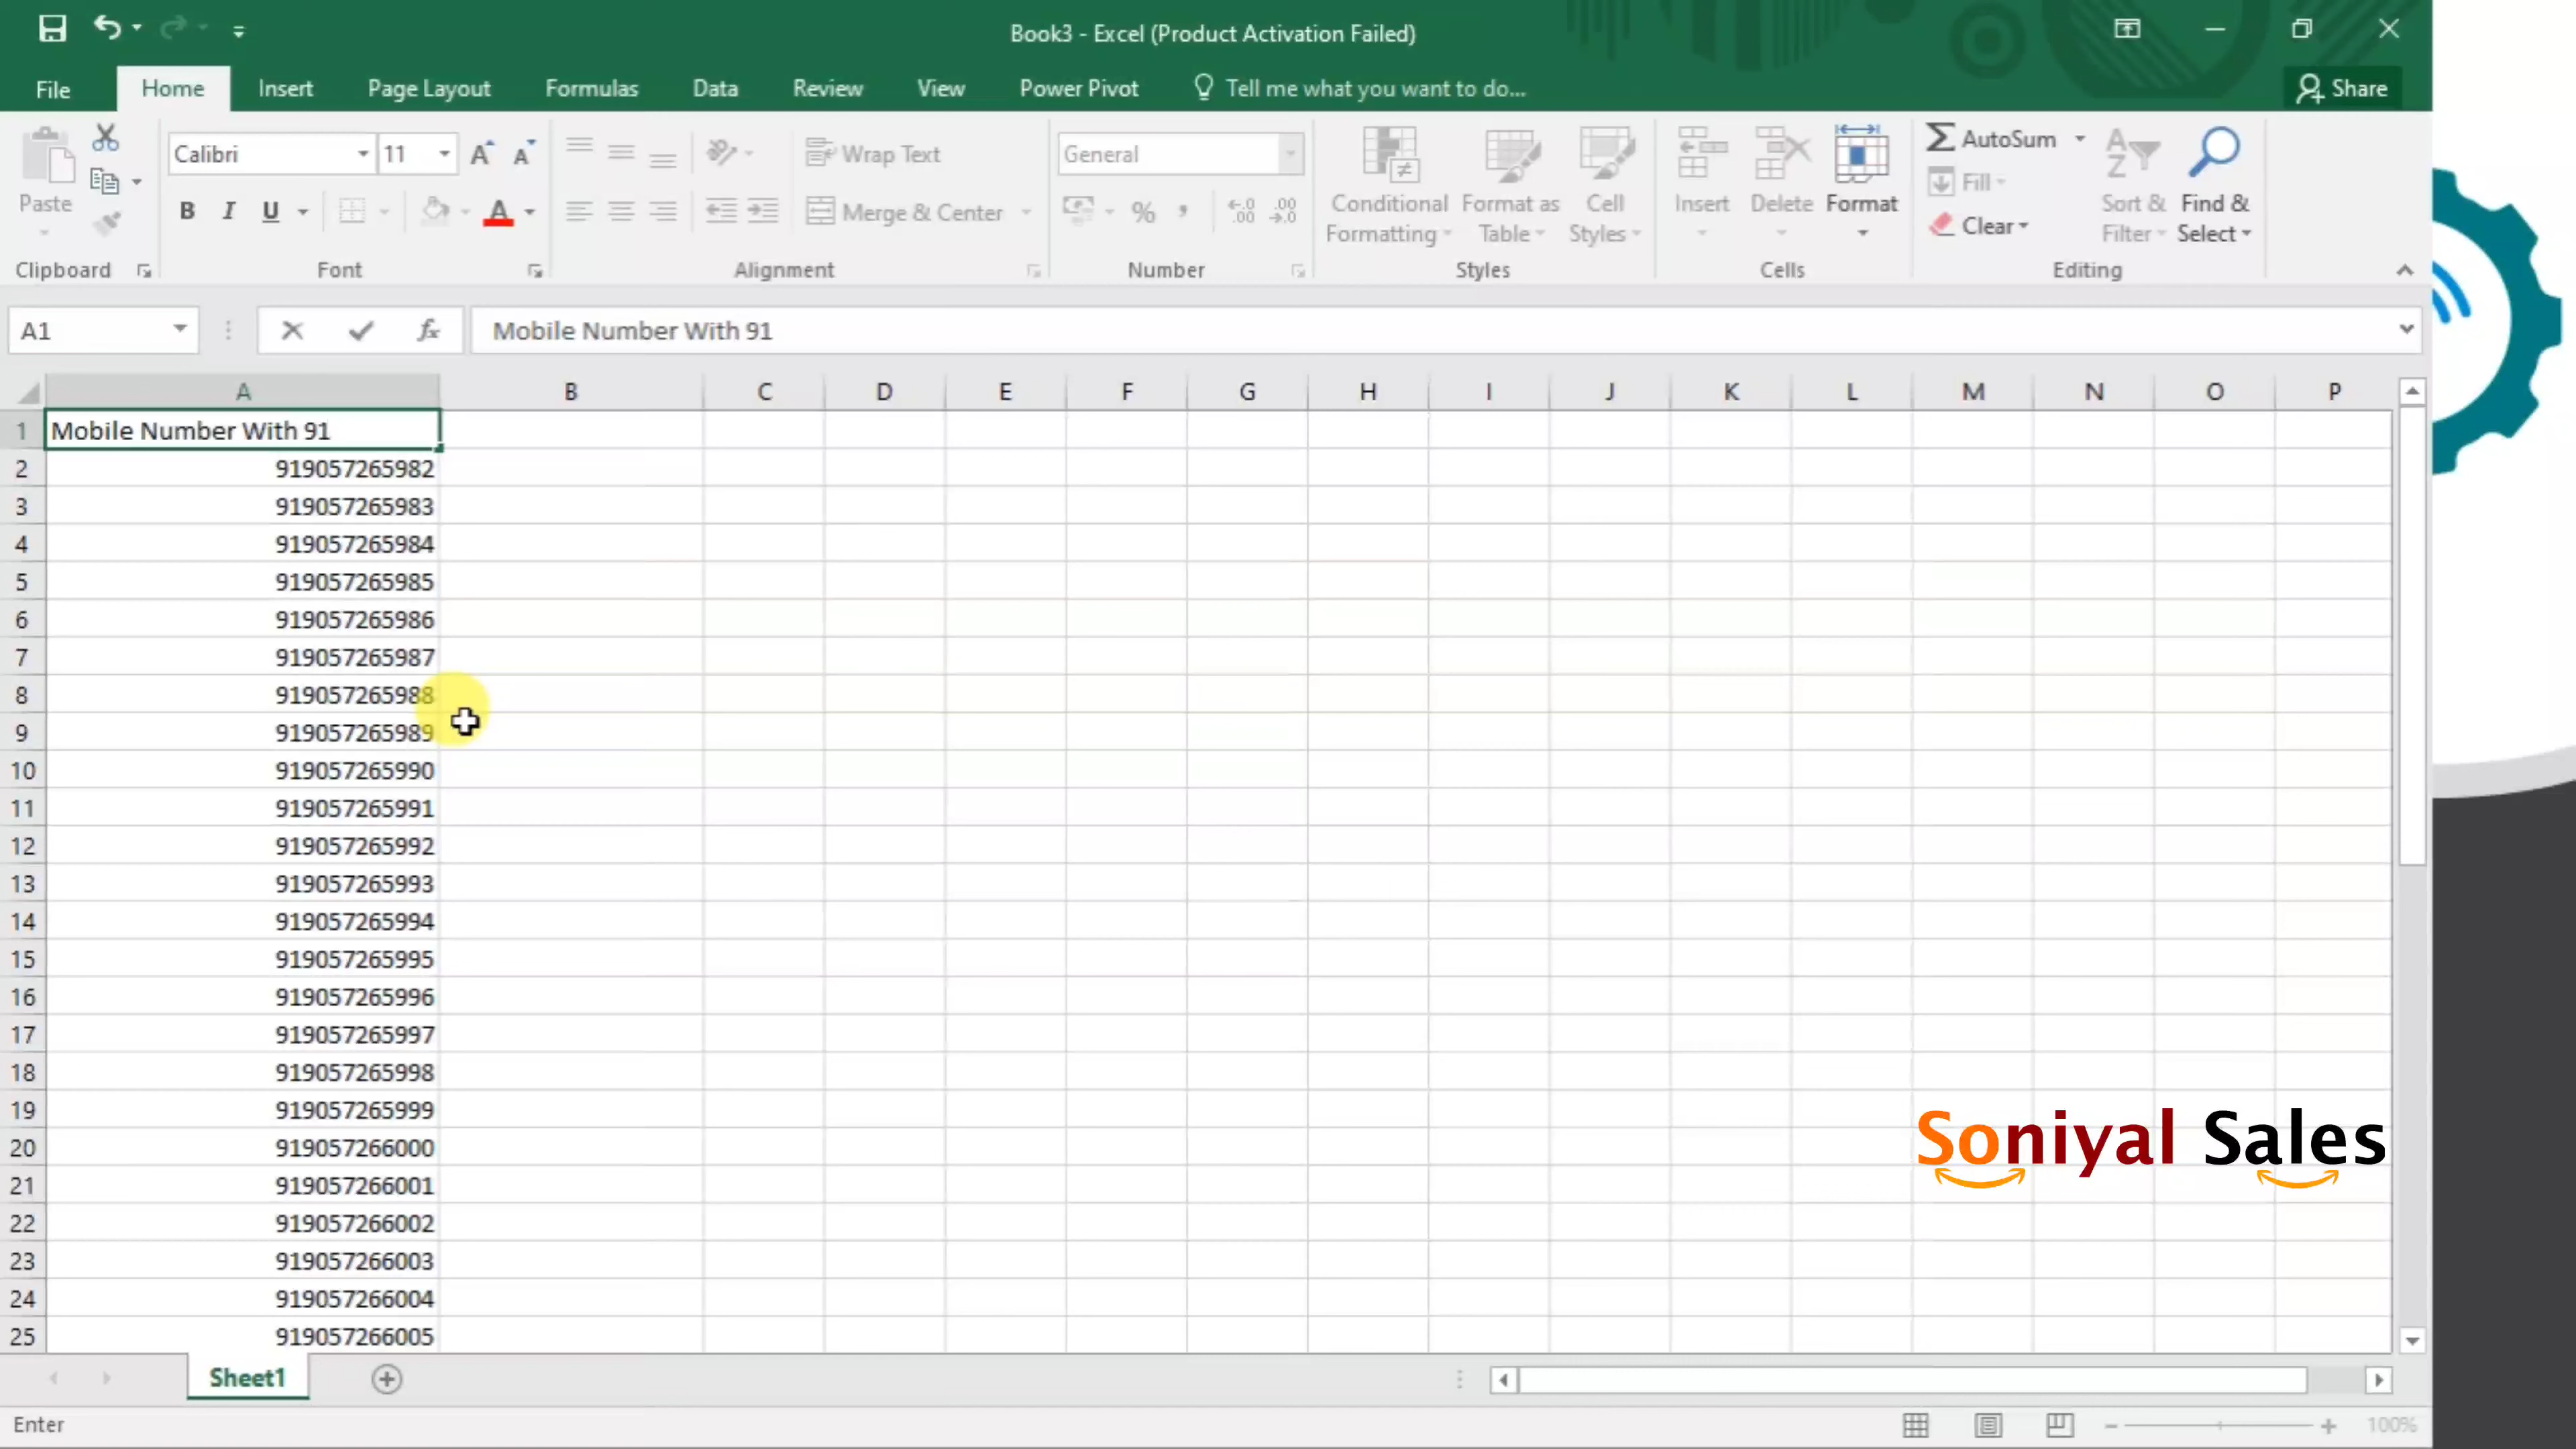 Book3 - Excel (Product Activation Failed)
File Home Insert Page Layout Formulas Data Review View Power Pivot Tell me what you want to do... Share
Paste
Calibri 11
Wrap Text
General
B I U
Merge & Center
%
Conditional Formatting
Format as Table
Cell Styles
Insert Delete Format
AutoSum
Fill
Clear
Sort & Filter
Find & Select
Clipboard Font Alignment Number Styles Cells Editing
A1 fx Mobile Number With 91
A B C D E F G H I J K L M N O P
1 Mobile Number With 91
2 919057265982
3 919057265983
4 919057265984
5 919057265985
6 919057265986
7 919057265987
8 919057265988
9 919057265989
10 919057265990
11 919057265991
12 919057265992
13 919057265993
14 919057265994
15 919057265995
16 919057265996
17 919057265997
18 919057265998
19 919057265999
20 919057266000
21 919057266001
22 919057266002
23 919057266003
24 919057266004
25 919057266005
Soniyal Sales
Sheet1
Enter
100%